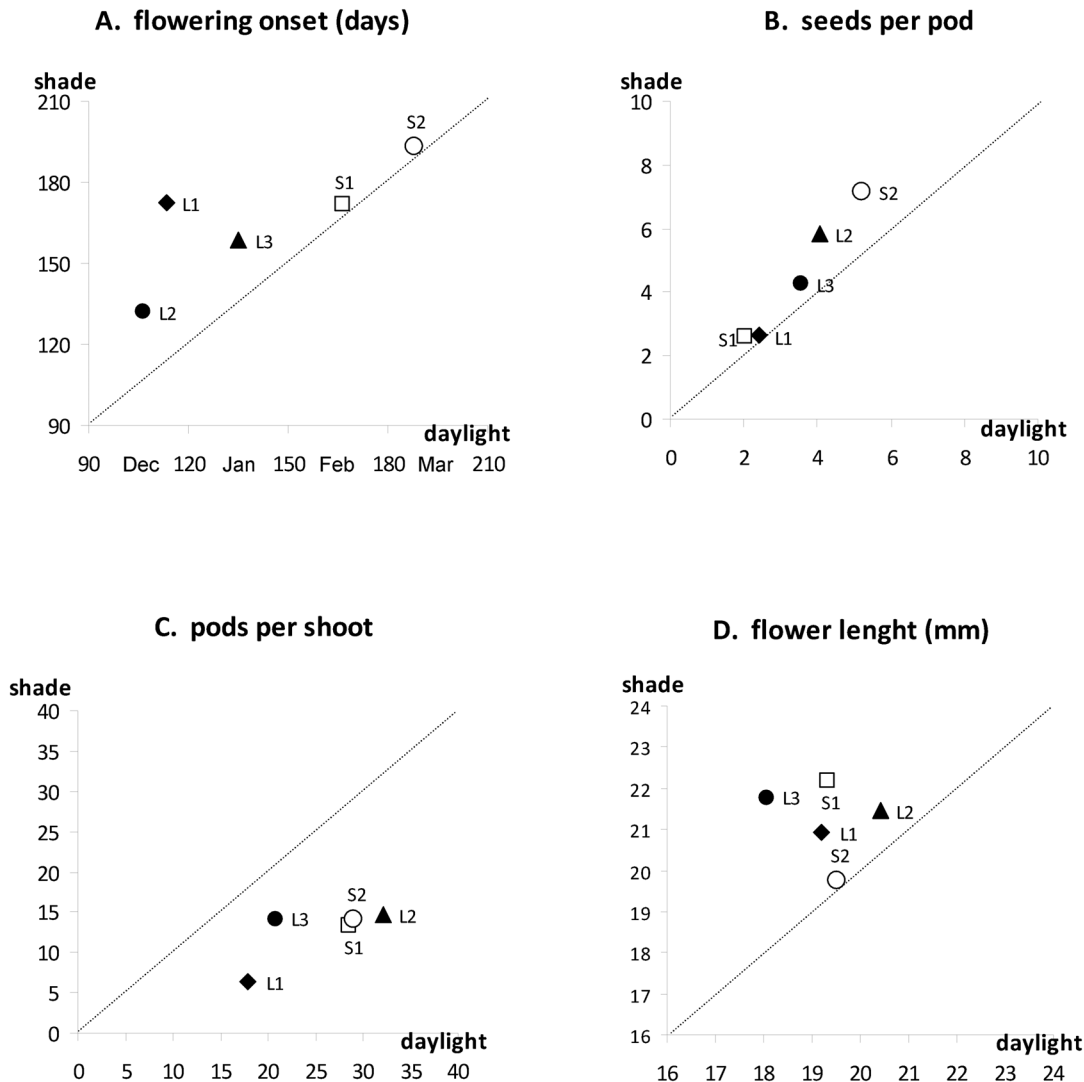 A. flowering onset (days)
shade
210
S2
180
S1
L1
L3
150
L2
120
90
daylight
90 Dec 120 Jan 150 Feb 180 Mar 210
B. seeds per pod
shade
10
8
S2
6
L2
4
L3
S1
L1
2
0
daylight
0 2 4 6 8 10
C. pods per shoot
shade
40
35
30
25
20
S2
15
L3
L2
S1
10
L1
5
0
daylight
0 5 10 15 20 25 30 35 40
D. flower lenght (mm)
shade
24
23
22
L3
S1
L2
21
L1
S2
20
19
18
17
16
daylight
16 17 18 19 20 21 22 23 24